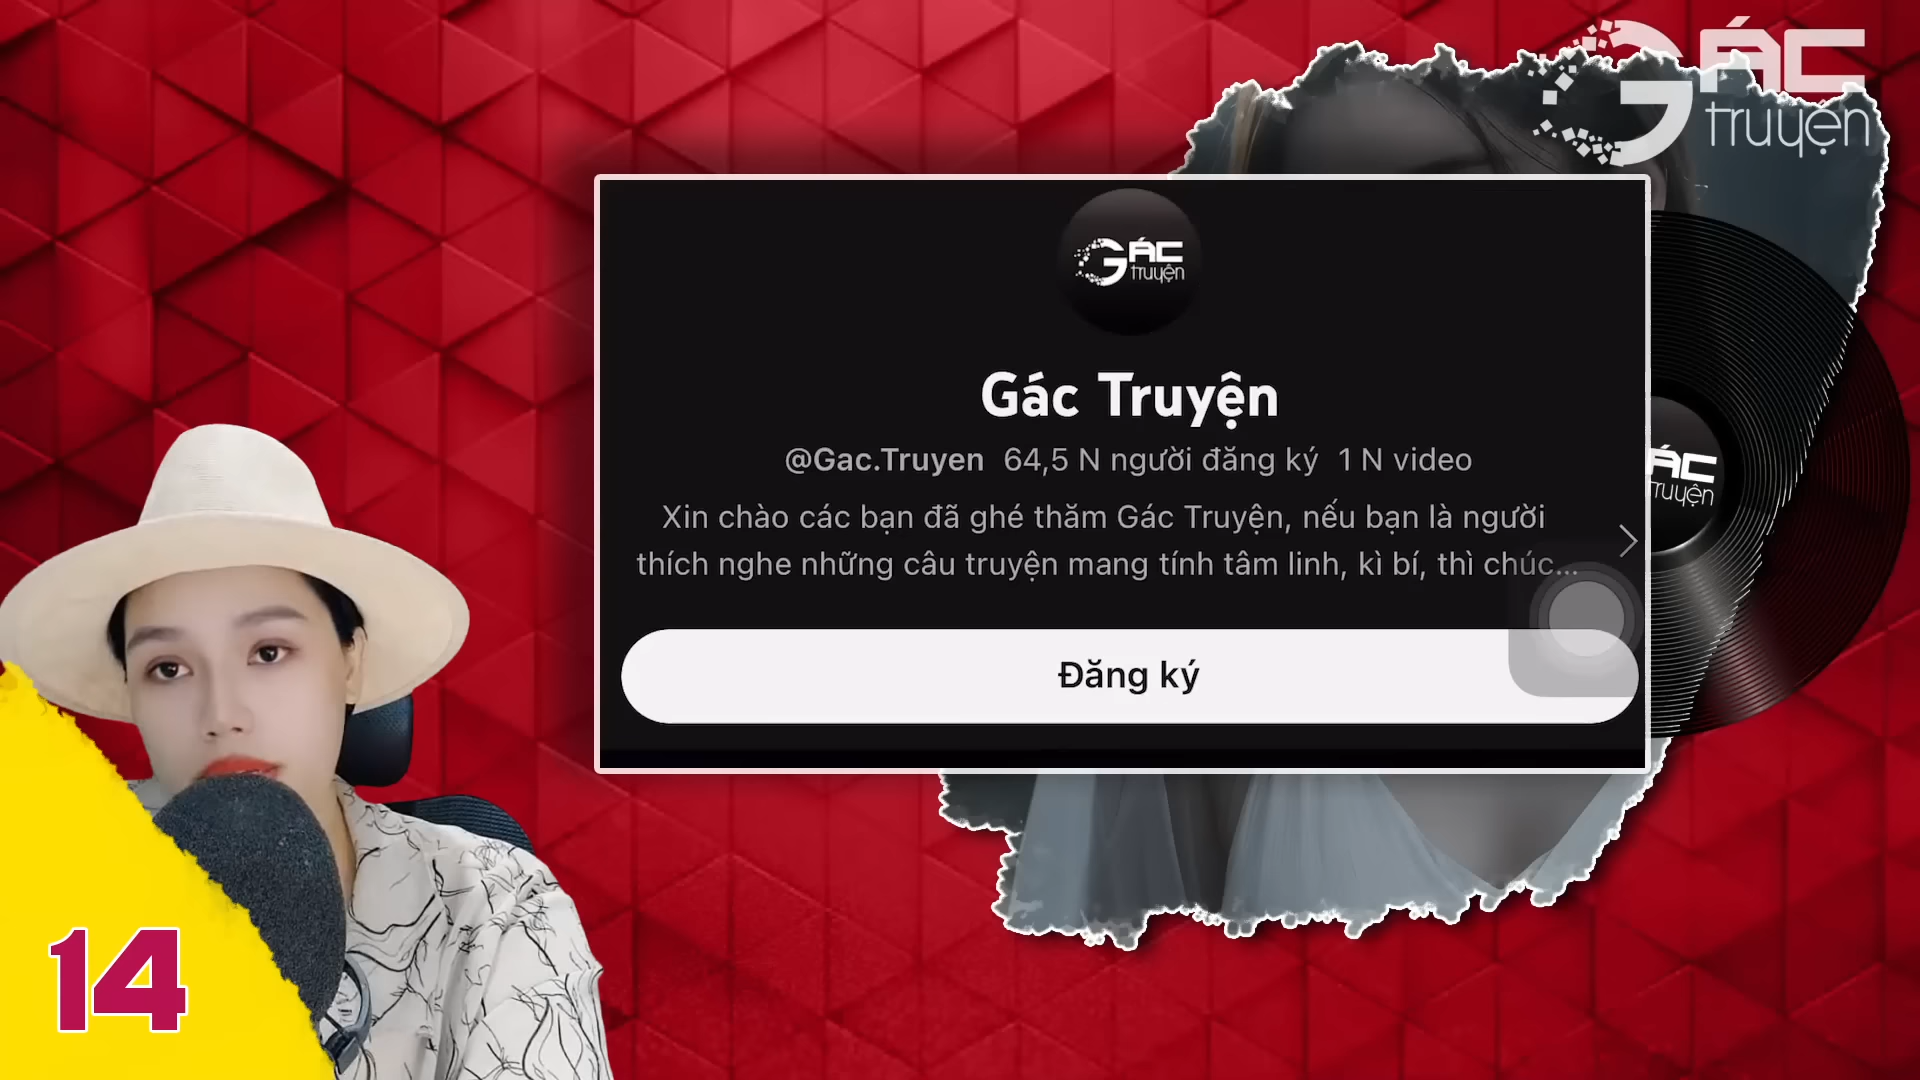 GÁC
truyện
GÁC
truyện
Gác Truyện
@Gac.Truyen 64,5 N người đăng ký 1 N video
Xin chào các bạn đã ghé thăm Gác Truyện, nếu bạn là người
thích nghe những câu truyện mang tính tâm linh, kì bí, thì chúc...
ÁC
truyện
Đăng ký
14